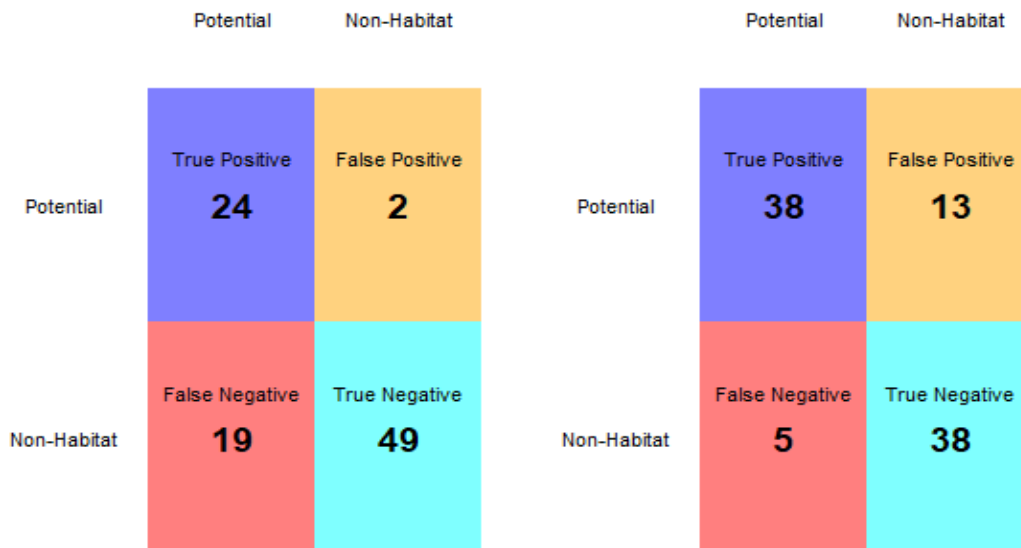 Potential Non-Habitat
True Positive False Positive
Potential 24 2
False Negative True Negative
Non-Habitat 19 49
Potential Non-Habitat
True Positive False Positive
Potential 38 13
False Negative True Negative
Non-Habitat 5 38